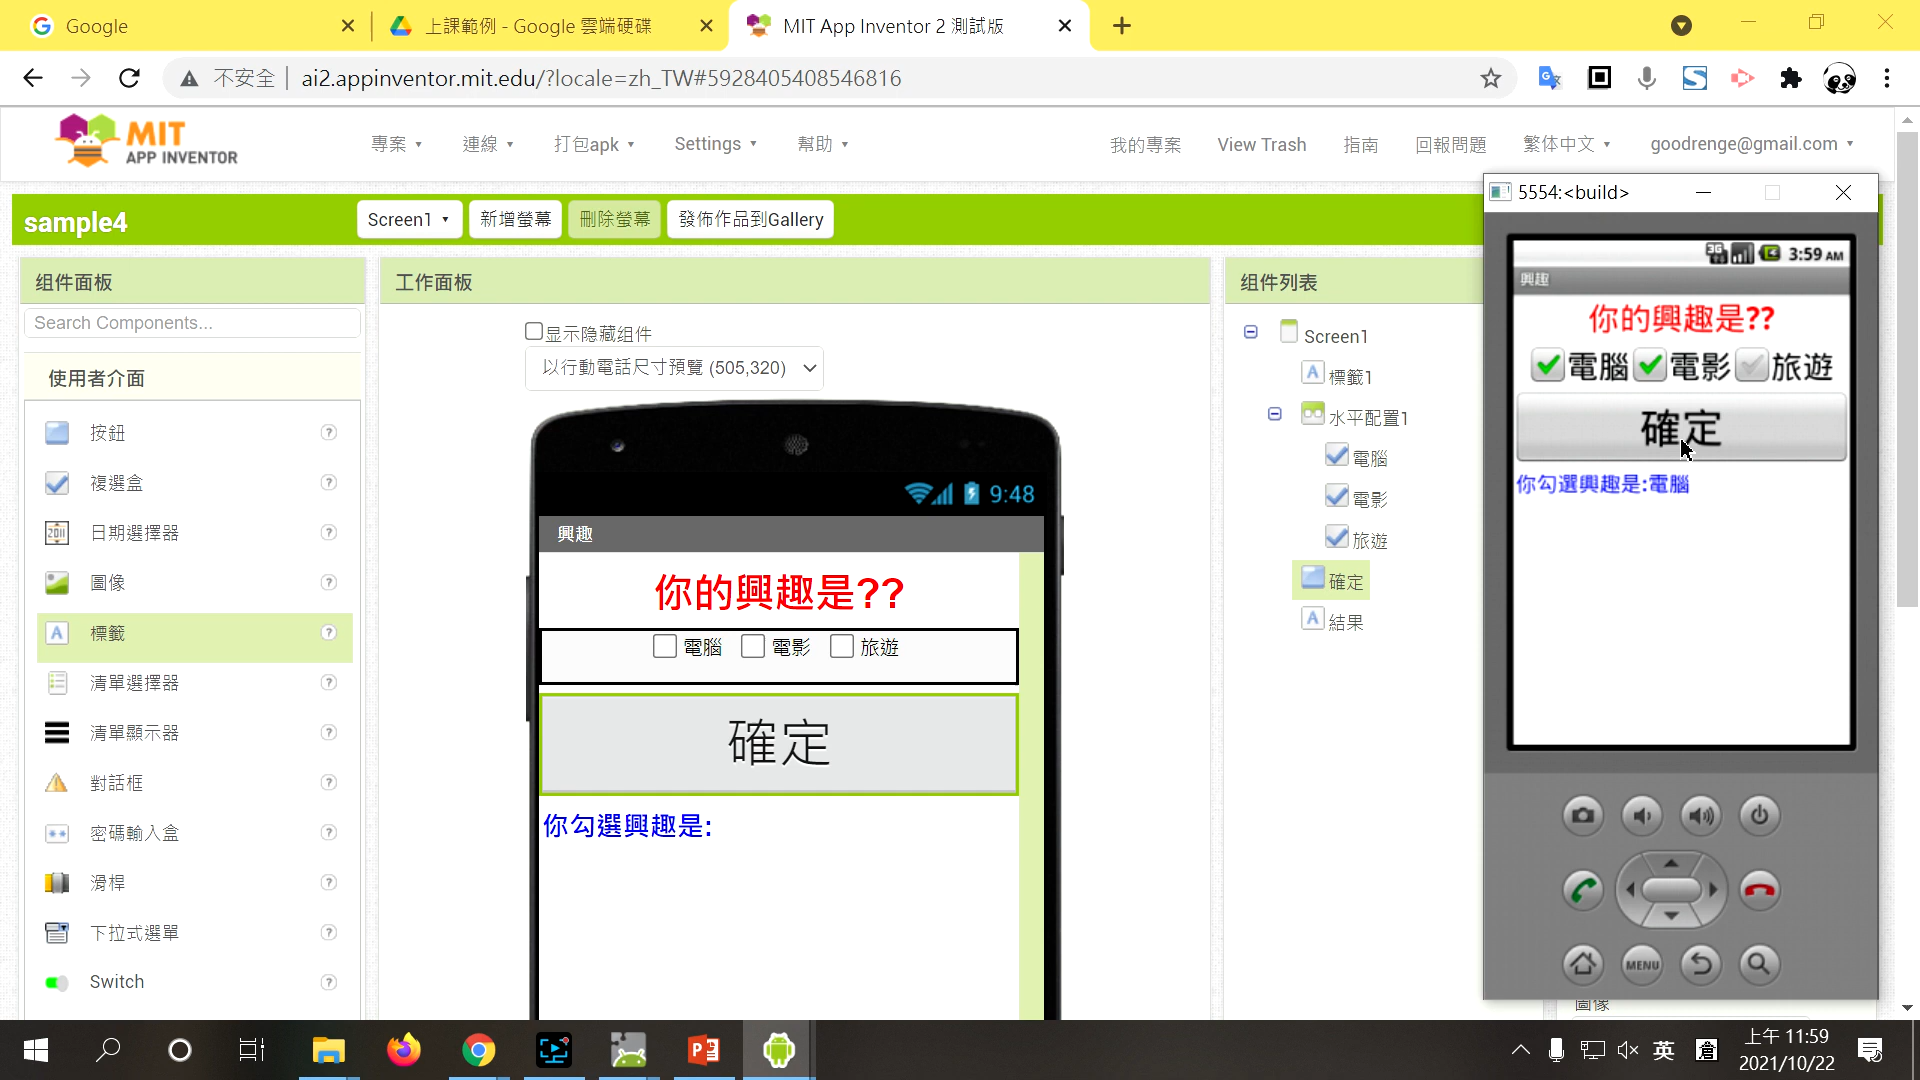 Google
上課範例 - Google 雲端硬碟
MIT App Inventor 2 測試版
不安全
ai2.appinventor.mit.edu/?locale=zh_TW#5928405408546816
MIT
APP INVENTOR
專案
連線
打包apk
Settings
幫助
我的專案
View Trash
指南
回報問題
繁体中文
goodrenge@gmail.com
sample4
Screen1
新增螢幕
刪除螢幕
發佈作品到Gallery
组件面板
Search Components...
使用者介面
按鈕
複選盒
日期選擇器
圖像
標籤
清單選擇器
清單顯示器
對話框
密碼輸入盒
滑桿
下拉式選單
Switch
工作面板
显示隐藏组件
以行動電話尺寸預覽 (505,320)
9:48
興趣
你的興趣是??
電腦
電影
旅遊
確定
你勾選興趣是:
组件列表
Screen1
標籤1
水平配置1
電腦
電影
旅遊
確定
結果
5554:<build>
3G
3:59 AM
興趣
你的興趣是??
電腦
電影
旅遊
確定
你勾選興趣是:電腦
MENU
圖像
英
倉
上午 11:59
2021/10/22